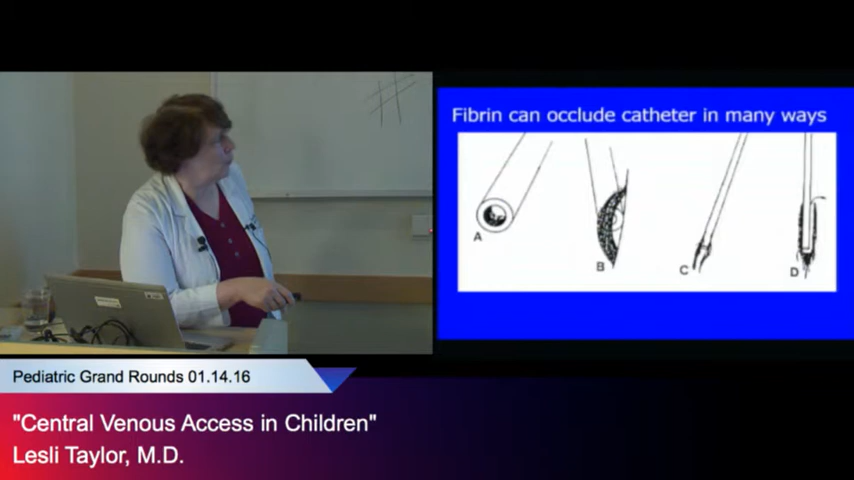 Fibrin can occlude catheter in many ways
A
B
C
D
Pediatric Grand Rounds 01.14.16
"Central Venous Access in Children"
Lesli Taylor, M.D.